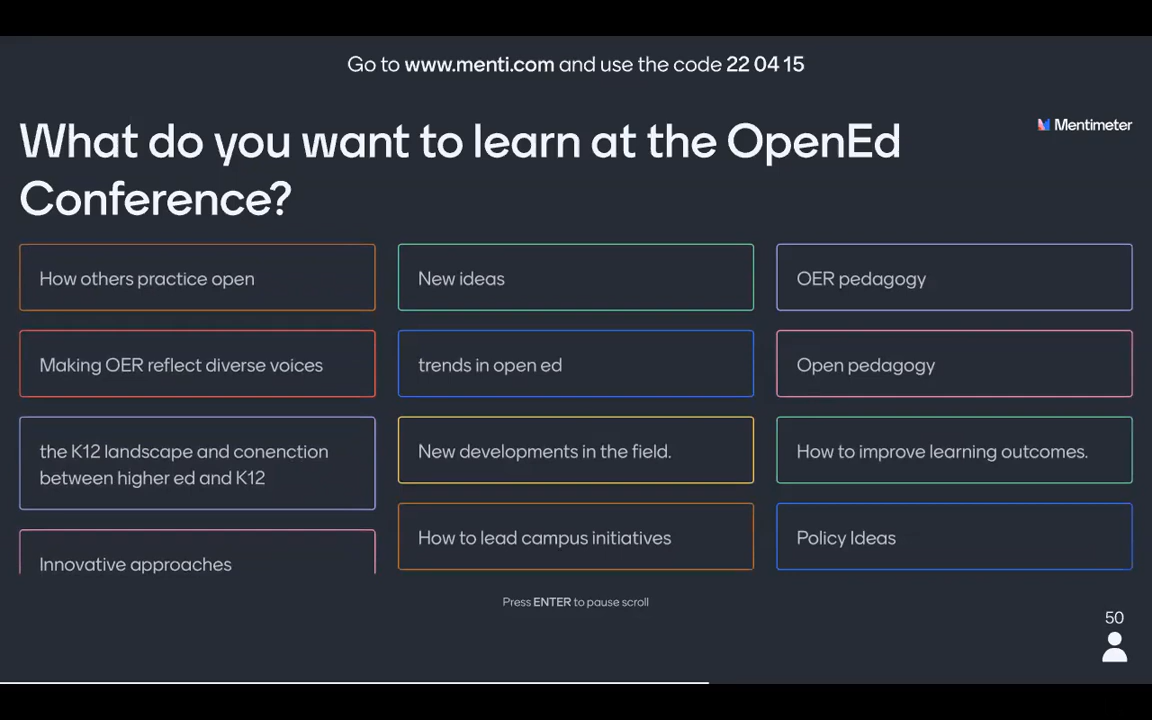 Go to www.menti.com and use the code 22 04 15
Mentimeter
What do you want to learn at the OpenEd
Conference?
How others practice open
Making OER reflect diverse voices
the K12 landscape and conenction
between higher ed and K12
Innovative approaches
New ideas
trends in open ed
New developments in the field.
How to lead campus initiatives
OER pedagogy
Open pedagogy
How to improve learning outcomes.
Policy Ideas
Press ENTER to pause scroll
50